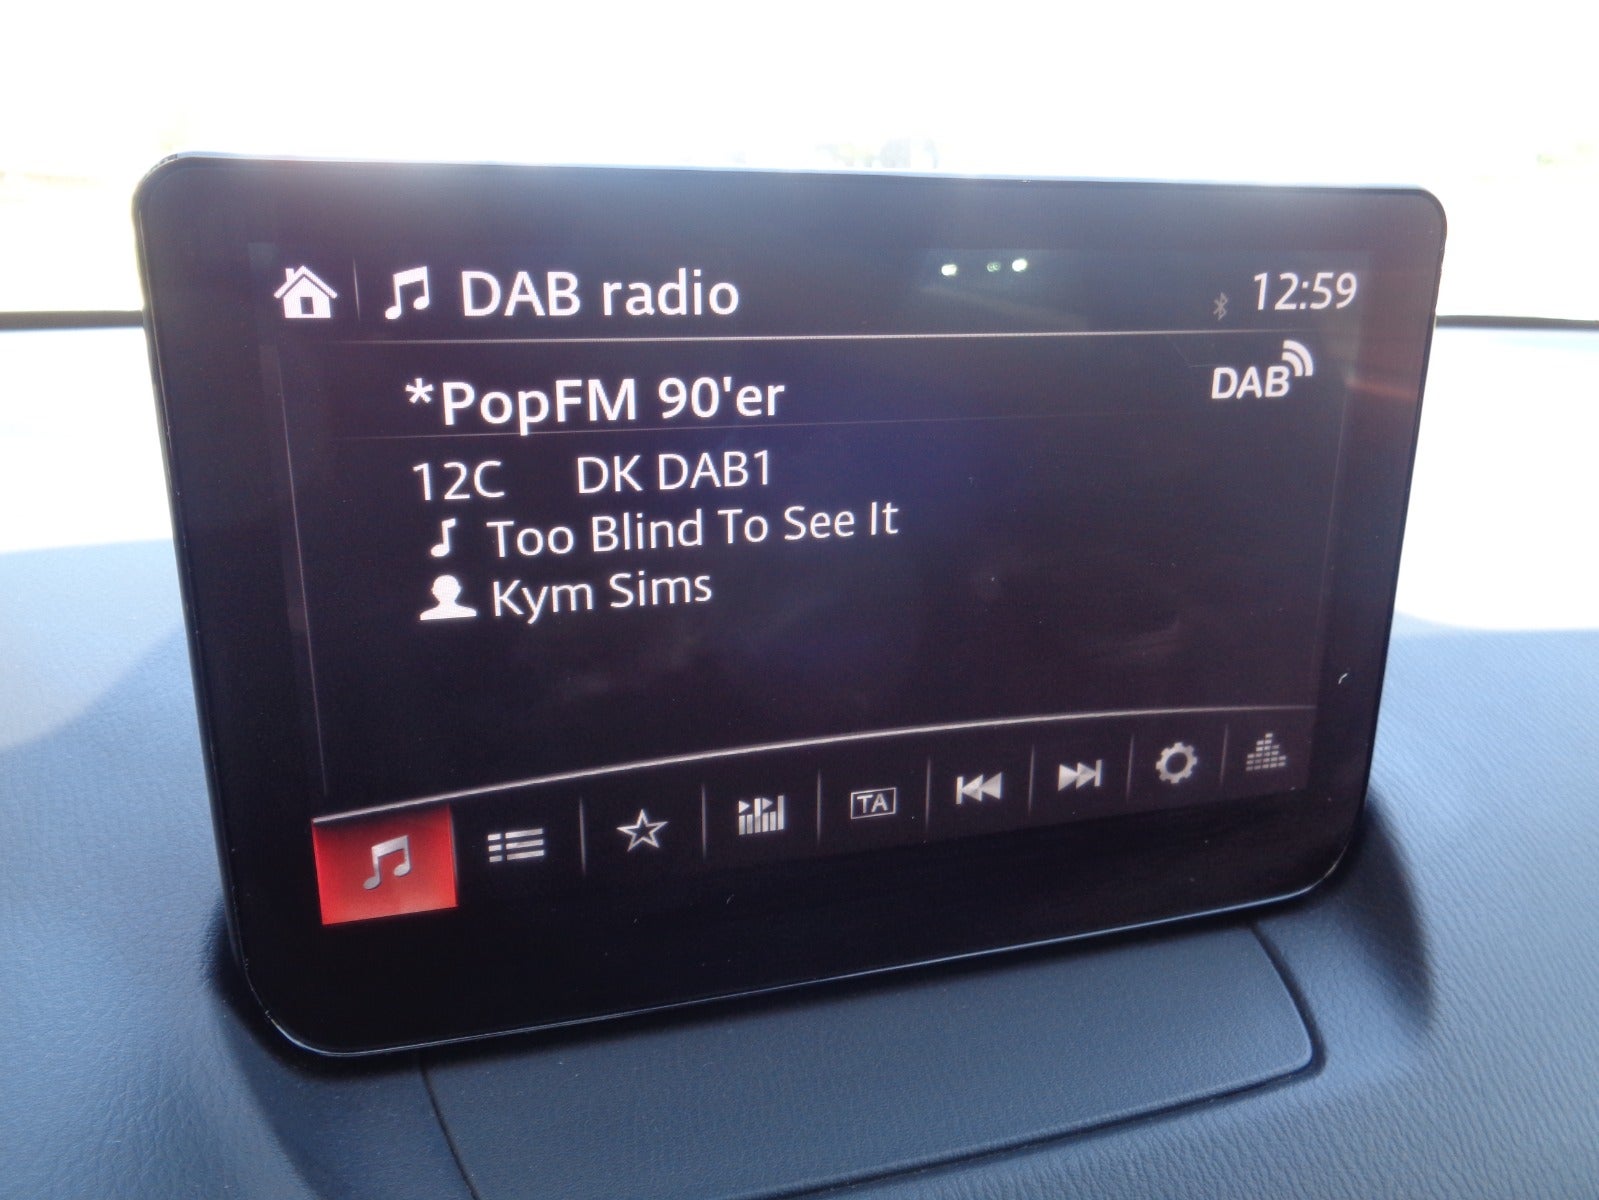 DAB radio
12:59
*PopFM 90'er
DAB
12C DK DAB1
Too Blind To See It
Kym Sims
TA